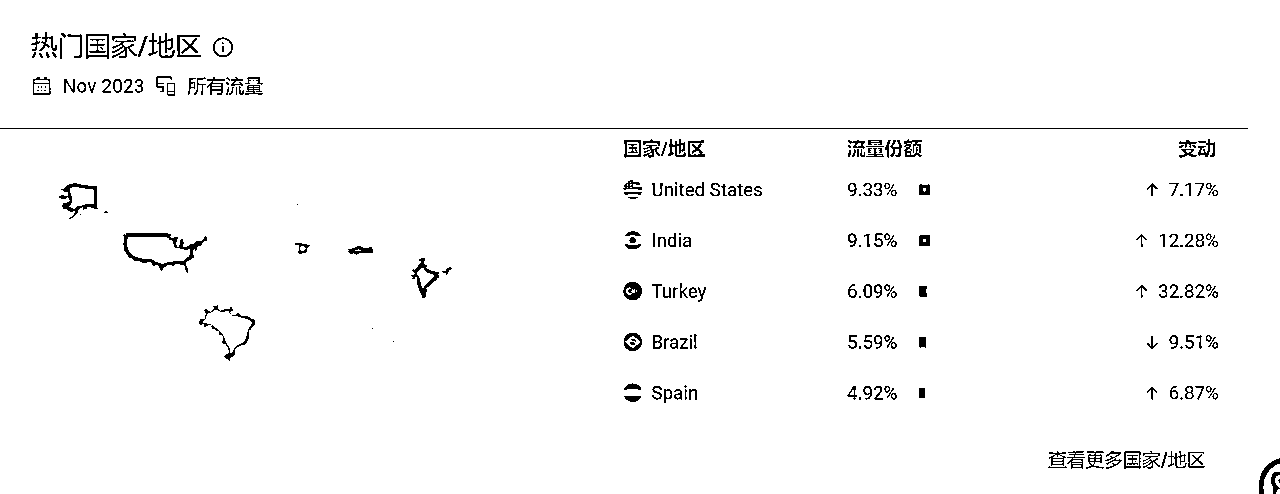 热门国家/地区
Nov 2023 所有流量
国家/地区 流量份额 变动
United States 9.33% ↑ 7.17%
India 9.15% ↑ 12.28%
Turkey 6.09% ↑ 32.82%
Brazil 5.59% ↓ 9.51%
Spain 4.92% ↑ 6.87%
查看更多国家/地区